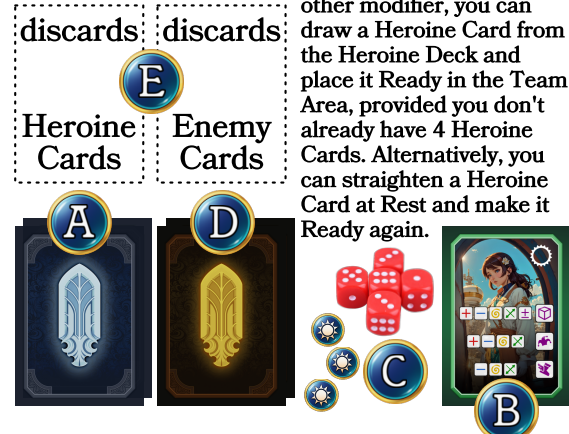 discards
discards
E
Heroine
Cards
Enemy
Cards
other modifier, you can
draw a Heroine Card from
the Heroine Deck and
place it Ready in the Team
Area, provided you don't
already have 4 Heroine
Cards. Alternatively, you
can straighten a Heroine
Card at Rest and make it
Ready again.
A
D
C
B